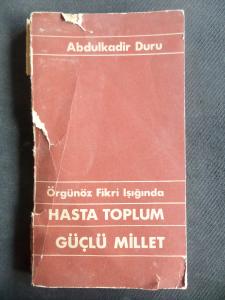 Abdulkadir Duru
Örgünöz Fikri Işığında
HASTA TOPLUM
GÜÇLÜ MİLLET